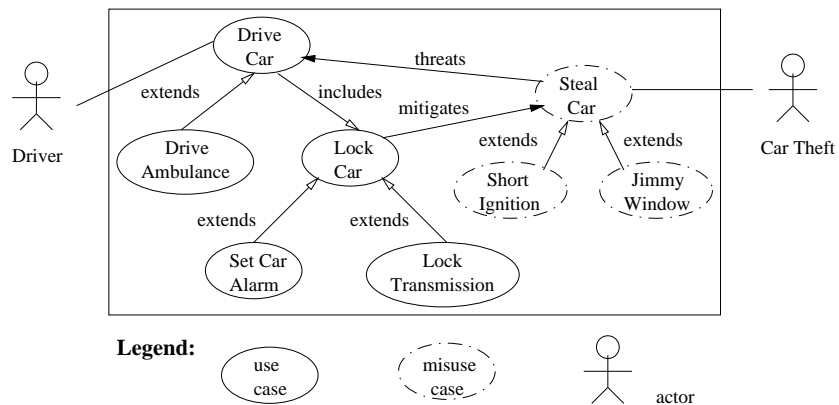 Drive
Car
threats
Steal
Car
extends
includes
mitigates
Driver
Drive
Ambulance
Lock
Car
extends
extends
Car Theft
Short
Ignition
Jimmy
Window
extends
extends
Set Car
Alarm
Lock
Transmission
Legend:
use
case
misuse
case
actor